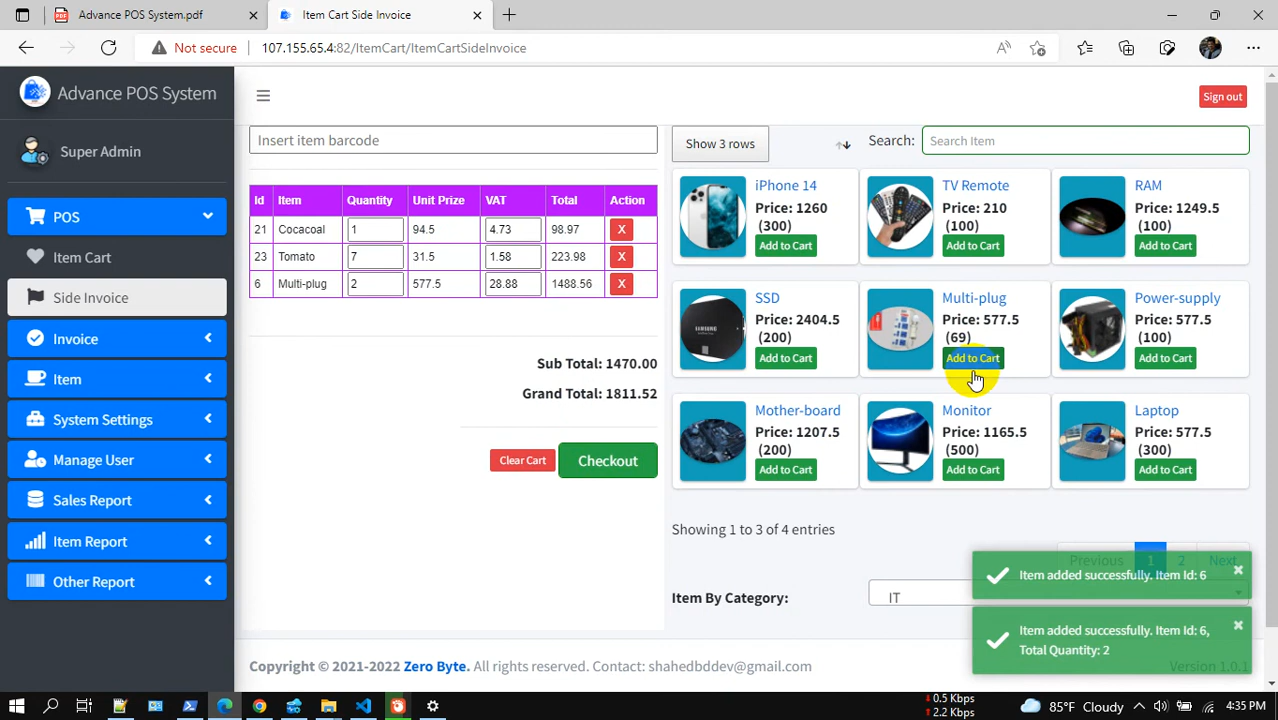 Advance POS System.pdf
Item Cart Side Invoice
Not secure
107.155.65.4:82/ItemCart/ItemCartSideInvoice
Advance POS System
Sign out
Super Admin
POS
Item Cart
Side Invoice
Invoice
Item
System Settings
Manage User
Sales Report
Item Report
Other Report
Insert item barcode
Id Item Quantity Unit Prize VAT Total Action
21 Cocacoal 1 94.5 4.73 98.97 X
23 Tomato 7 31.5 1.58 223.98 X
6 Multi-plug 2 577.5 28.88 1488.56 X
Sub Total: 1470.00
Grand Total: 1811.52
Clear Cart
Checkout
Show 3 rows
Search:
Search Item
iPhone 14
Price: 1260
(300)
Add to Cart
TV Remote
Price: 210
(100)
Add to Cart
RAM
Price: 1249.5
(100)
Add to Cart
SSD
Price: 2404.5
(200)
Add to Cart
Multi-plug
Price: 577.5
(69)
Add to Cart
Power-supply
Price: 577.5
(100)
Add to Cart
Mother-board
Price: 1207.5
(200)
Add to Cart
Monitor
Price: 1165.5
(500)
Add to Cart
Laptop
Price: 577.5
(300)
Add to Cart
Showing 1 to 3 of 4 entries
Previous 1 2 Next
Item By Category:
IT
Item added successfully. Item Id: 6
Item added successfully. Item Id: 6,
Total Quantity: 2
Copyright © 2021-2022 Zero Byte. All rights reserved. Contact: shahedbddev@gmail.com
Version 1.0.1
0.5 Kbps
2.2 Kbps
85°F Cloudy
4:35 PM